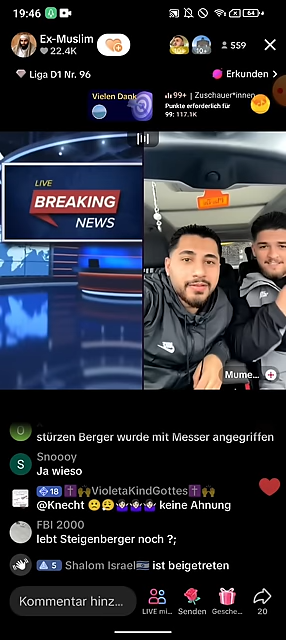 19:46
64
Ex-Muslim
22.4K
10+
559
Liga D1 Nr. 96
Erkunden
Vielen Dank
99+ | Zuschauer*innen
Punkte erforderlich für
99: 117.1K
LIVE
BREAKING
NEWS
Mume...
stürzen Berger wurde mit Messer angegriffen
S
Snoooy
Ja wieso
18 VioletaKindGottes
@Knecht keine Ahnung
FBI 2000
lebt Steigenberger noch ?;
5 Shalom Israel ist beigetreten
Kommentar hinz...
LIVE mi...
Senden
Gesche...
20